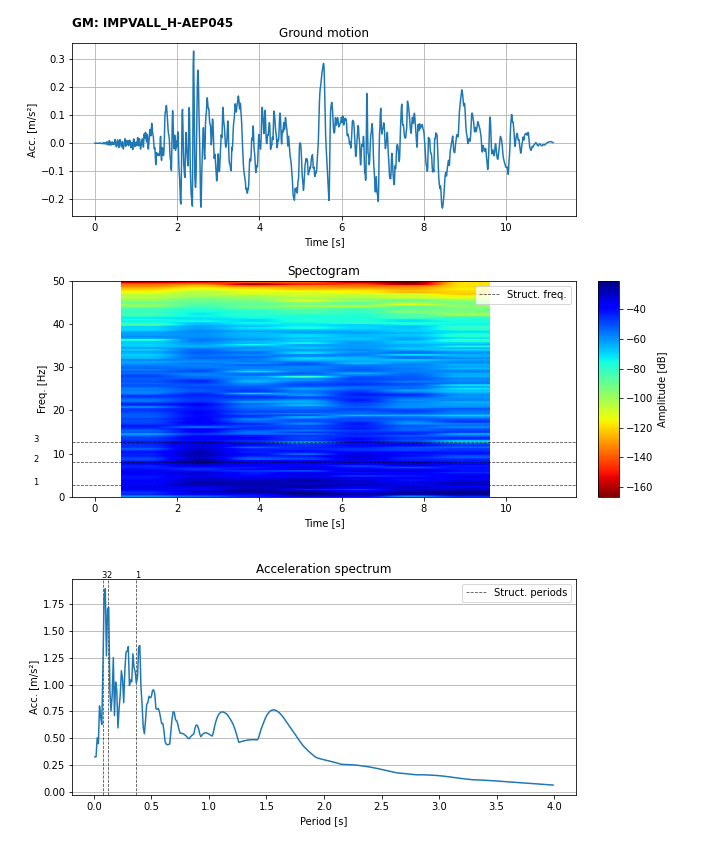 GM: IMPVALL_H-AEP045
Ground motion
0.3
0.2
0.1
0.0
−0.1
−0.2
Acc. [m/s²]
0 2 4 6 8 10
Time [s]
Spectogram
50
40
30
20
10
0
Freq. [Hz]
3
2
1
Struct. freq.
0 2 4 6 8 10
Time [s]
−40
−60
−80
−100
−120
−140
−160
Amplitude [dB]
Acceleration spectrum
3 2 1
Struct. periods
1.75
1.50
1.25
1.00
0.75
0.50
0.25
0.00
Acc. [m/s²]
0.0 0.5 1.0 1.5 2.0 2.5 3.0 3.5 4.0
Period [s]